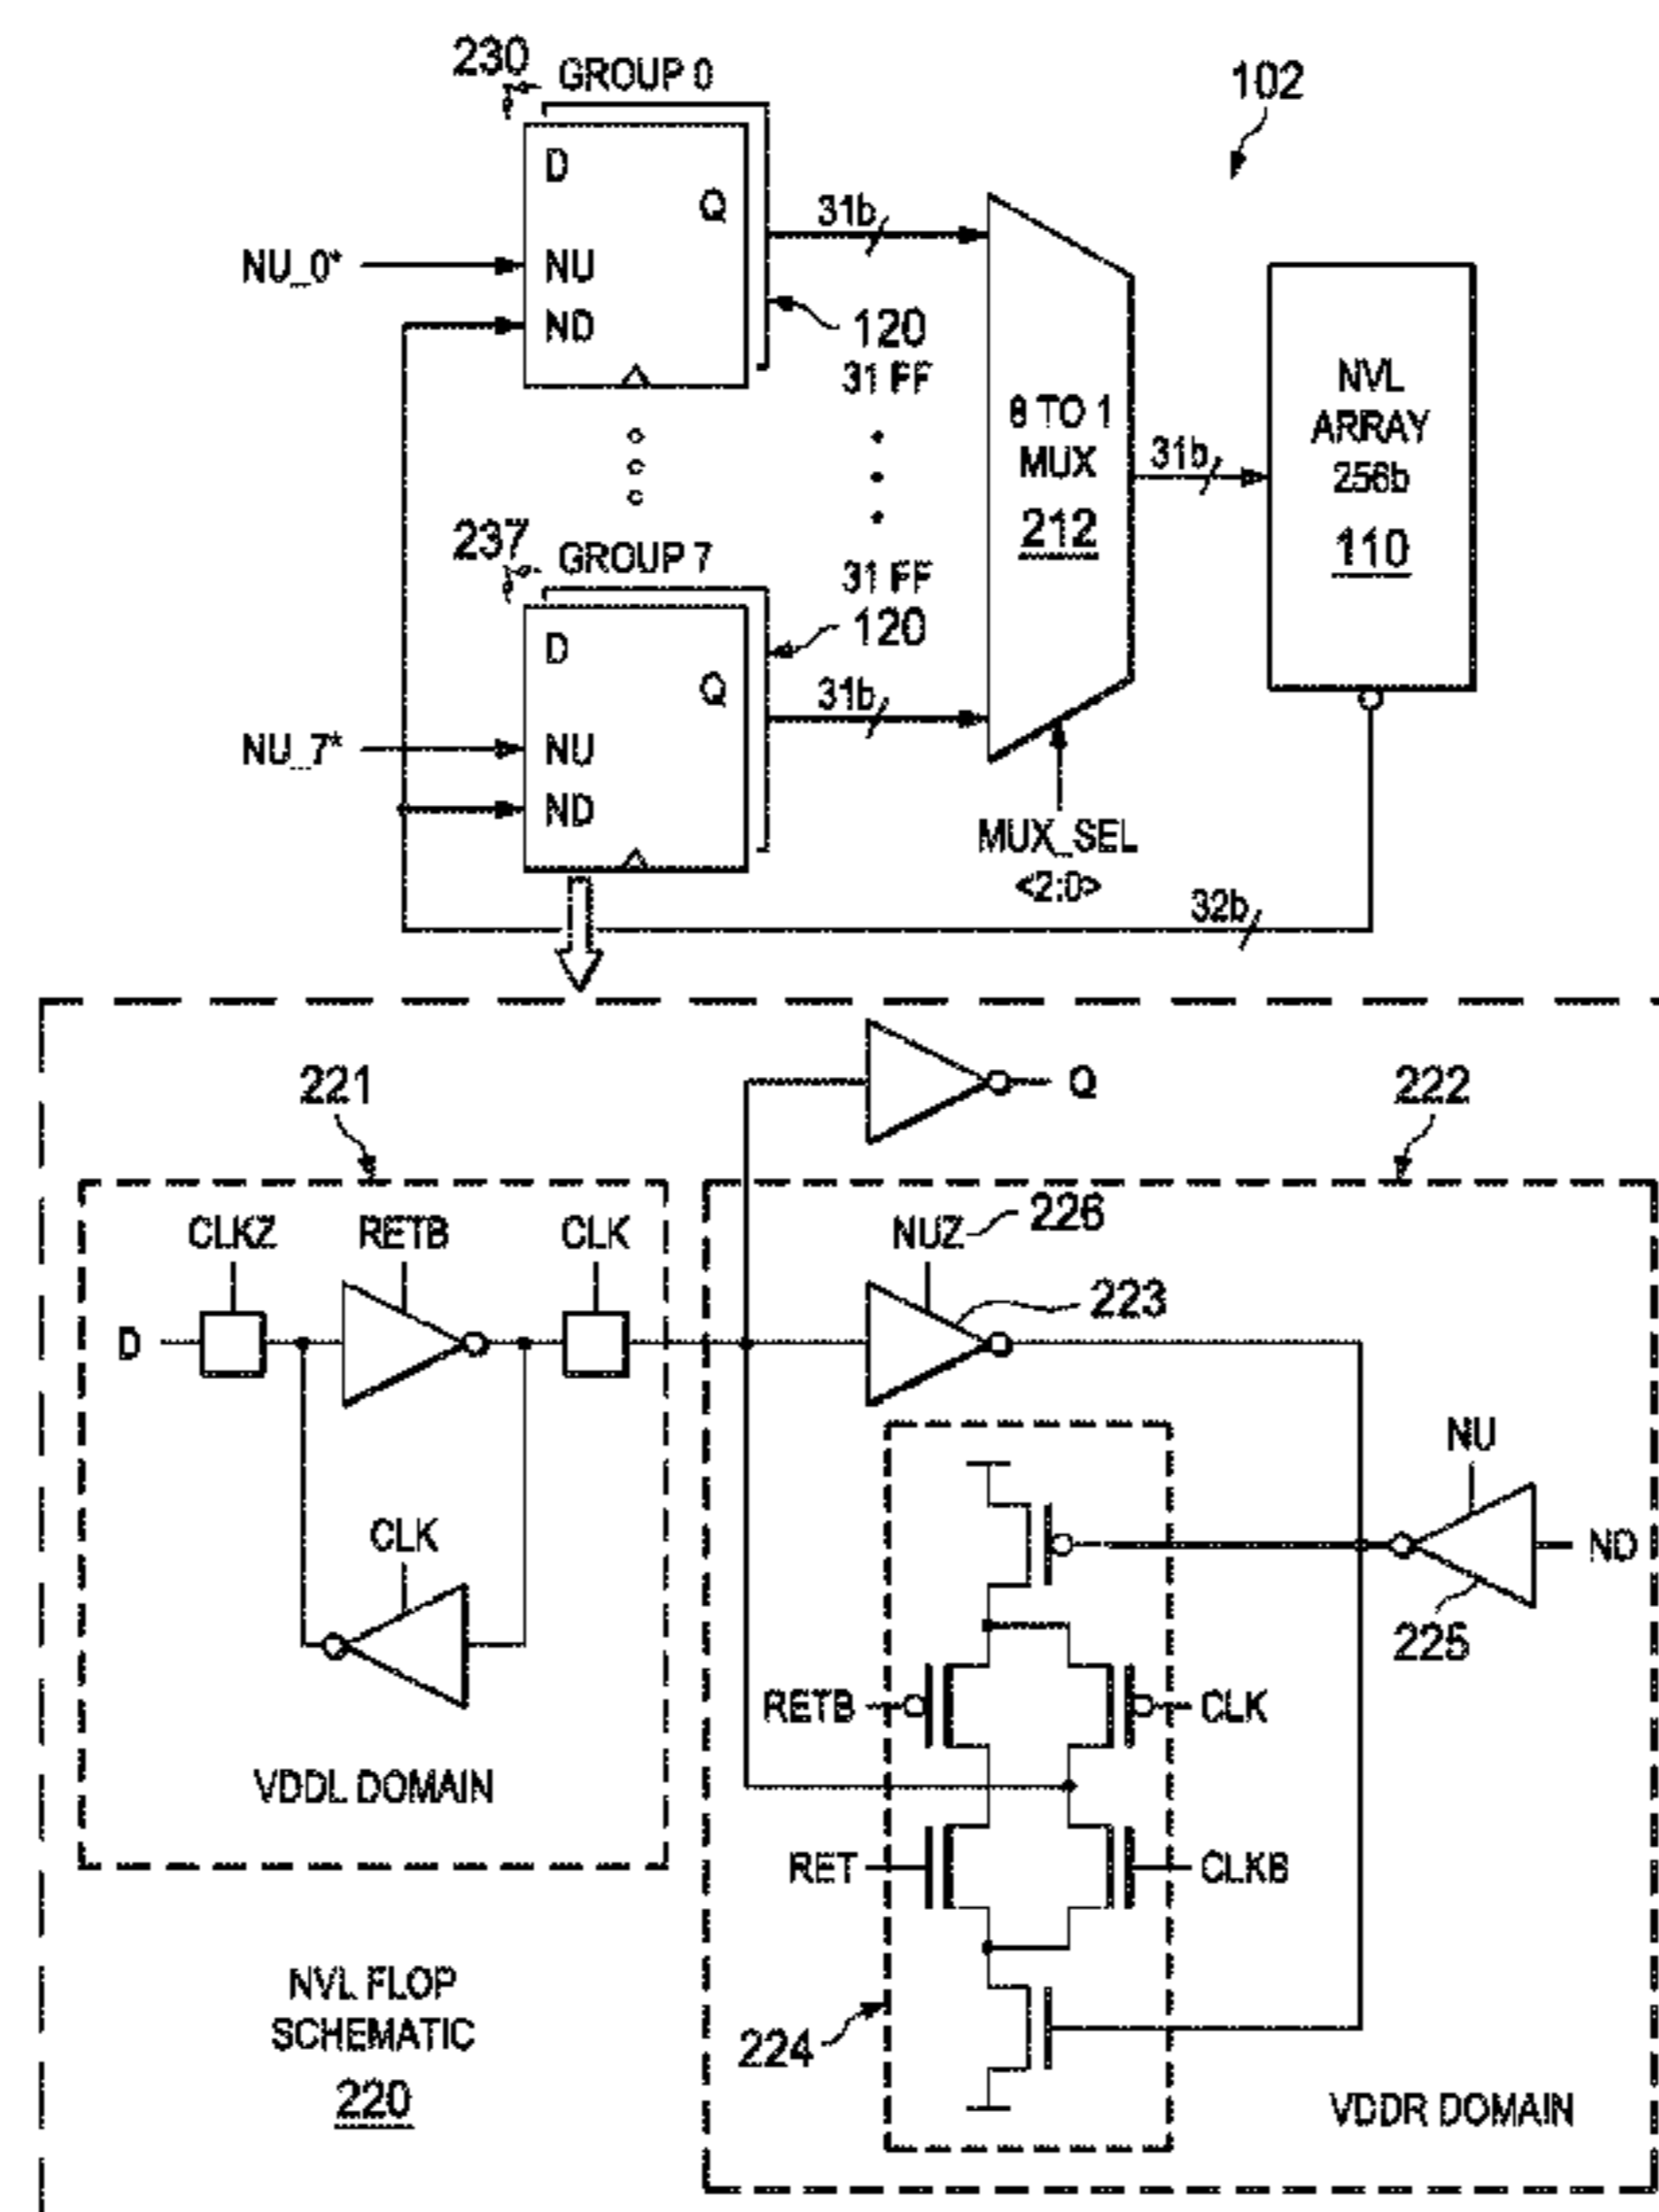 230
GROUP 0
102
D
Q
31b
NU_0*
NU
ND
120
31 FF
8 TO 1
MUX
212
31b
NVL
ARRAY
256b
110
237
GROUP 7
31 FF
120
D
Q
31b
NU_7*
NU
ND
MUX_SEL
<2:0>
32b
221
Q
222
CLKZ
RETB
CLK
NUZ
226
223
D
NU
CLK
ND
225
RETB
CLK
VDDL DOMAIN
RET
CLKB
NVL FLOP
SCHEMATIC
220
224
VDDR DOMAIN